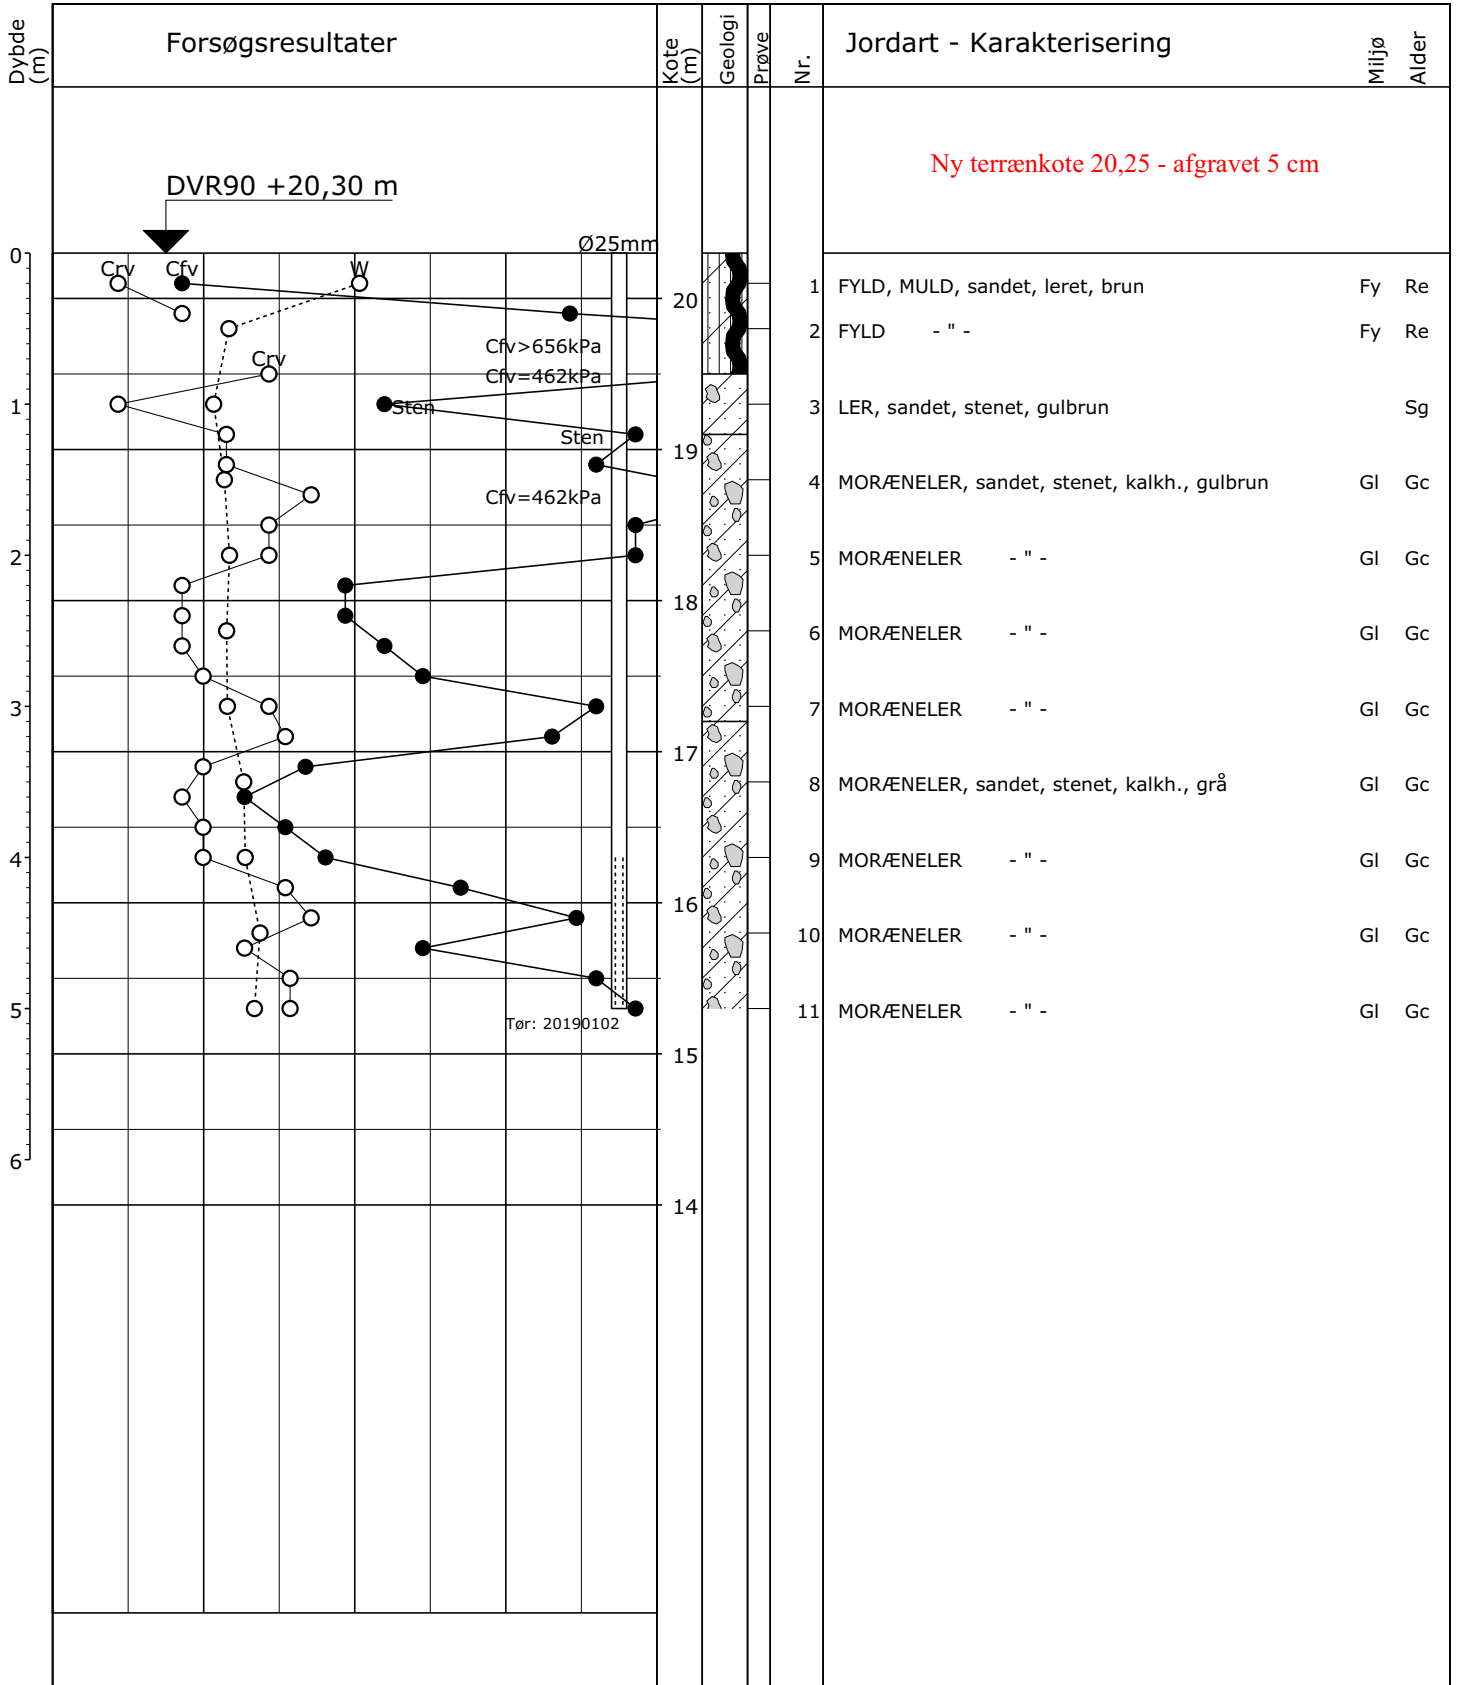 Dybde (m) Forsøgsresultater Kote (m) Geologi Prøve Nr. Jordart - Karakterisering Miljø Alder
Ny terrænkote 20,25 - afgravet 5 cm
DVR90 +20,30 m
Ø25mm
0
Crv Cfv W
1 FYLD, MULD, sandet, leret, brun Fy Re
20
2 FYLD - " - Fy Re
Cfv>656kPa
Crv
Cfv=462kPa
1 Sten 3 LER, sandet, stenet, gulbrun Sg
Sten
19
4 MORÆNELER, sandet, stenet, kalkh., gulbrun Gl Gc
Cfv=462kPa
2 5 MORÆNELER - " - Gl Gc
18
6 MORÆNELER - " - Gl Gc
3 7 MORÆNELER - " - Gl Gc
17
8 MORÆNELER, sandet, stenet, kalkh., grå Gl Gc
4 9 MORÆNELER - " - Gl Gc
16
10 MORÆNELER - " - Gl Gc
5 11 MORÆNELER - " - Gl Gc
Tør: 20190102
15
6
14